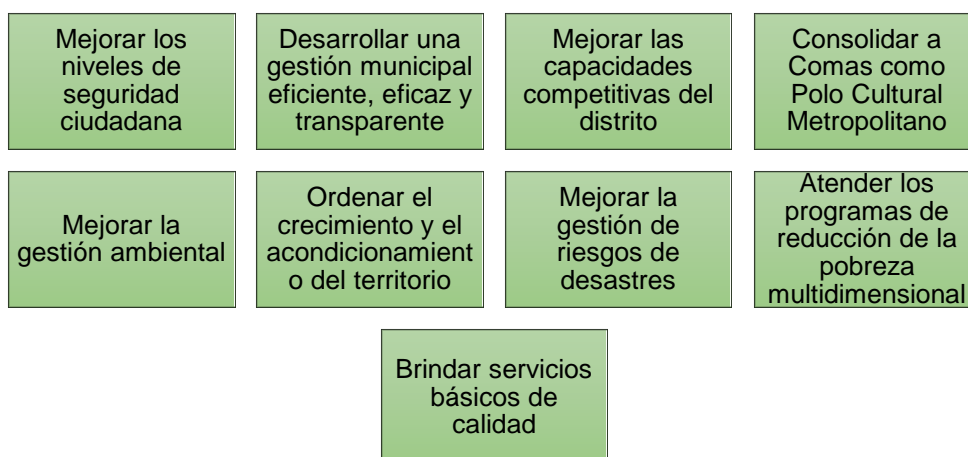 Mejorar los
niveles de
seguridad
ciudadana
Desarrollar una
gestión municipal
eficiente, eficaz y
transparente
Mejorar las
capacidades
competitivas del
distrito
Consolidar a
Comas como
Polo Cultural
Metropolitano
Mejorar la
gestión ambiental
Ordenar el
crecimiento y el
acondicionamient
o del territorio
Mejorar la
gestión de
riesgos de
desastres
Atender los
programas de
reducción de la
pobreza
multidimensional
Brindar servicios
básicos de
calidad